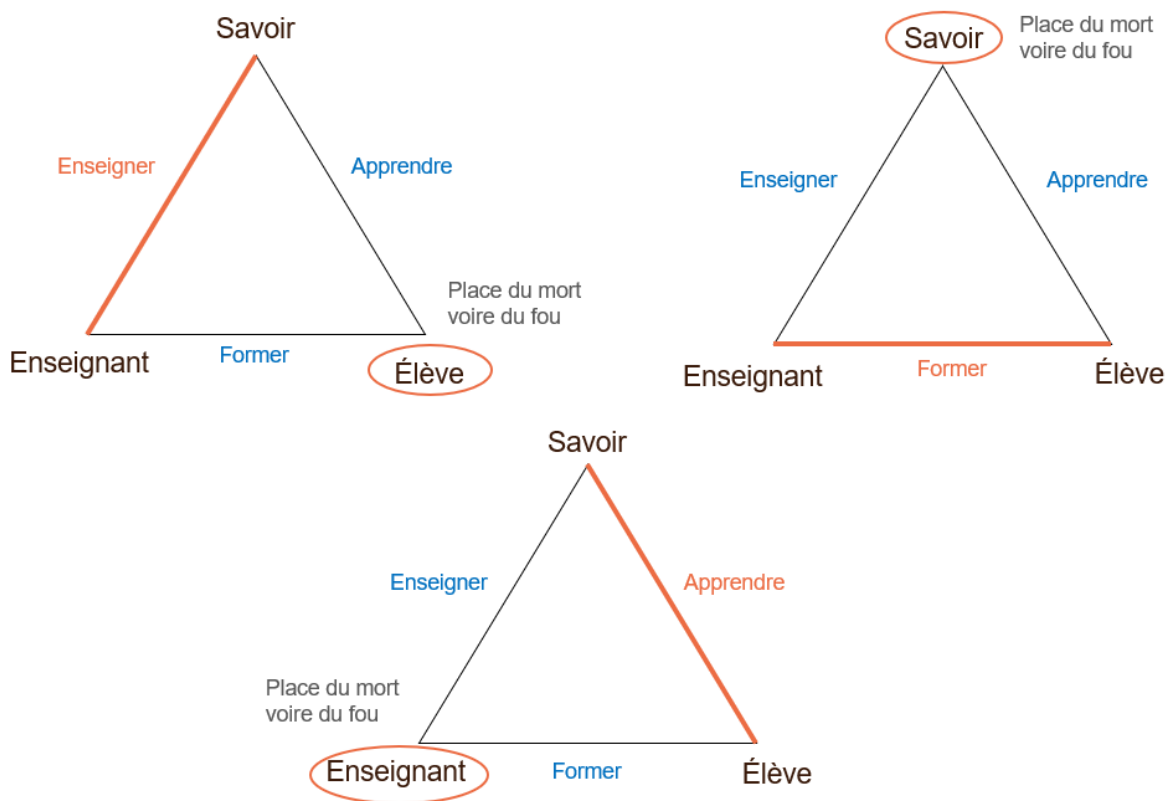 Savoir
Enseigner
Apprendre
Place du mort
voire du fou
Enseignant
Former
Élève
Savoir
Place du mort
voire du fou
Enseigner
Apprendre
Enseignant
Former
Élève
Savoir
Enseigner
Apprendre
Place du mort
voire du fou
Enseignant
Former
Élève